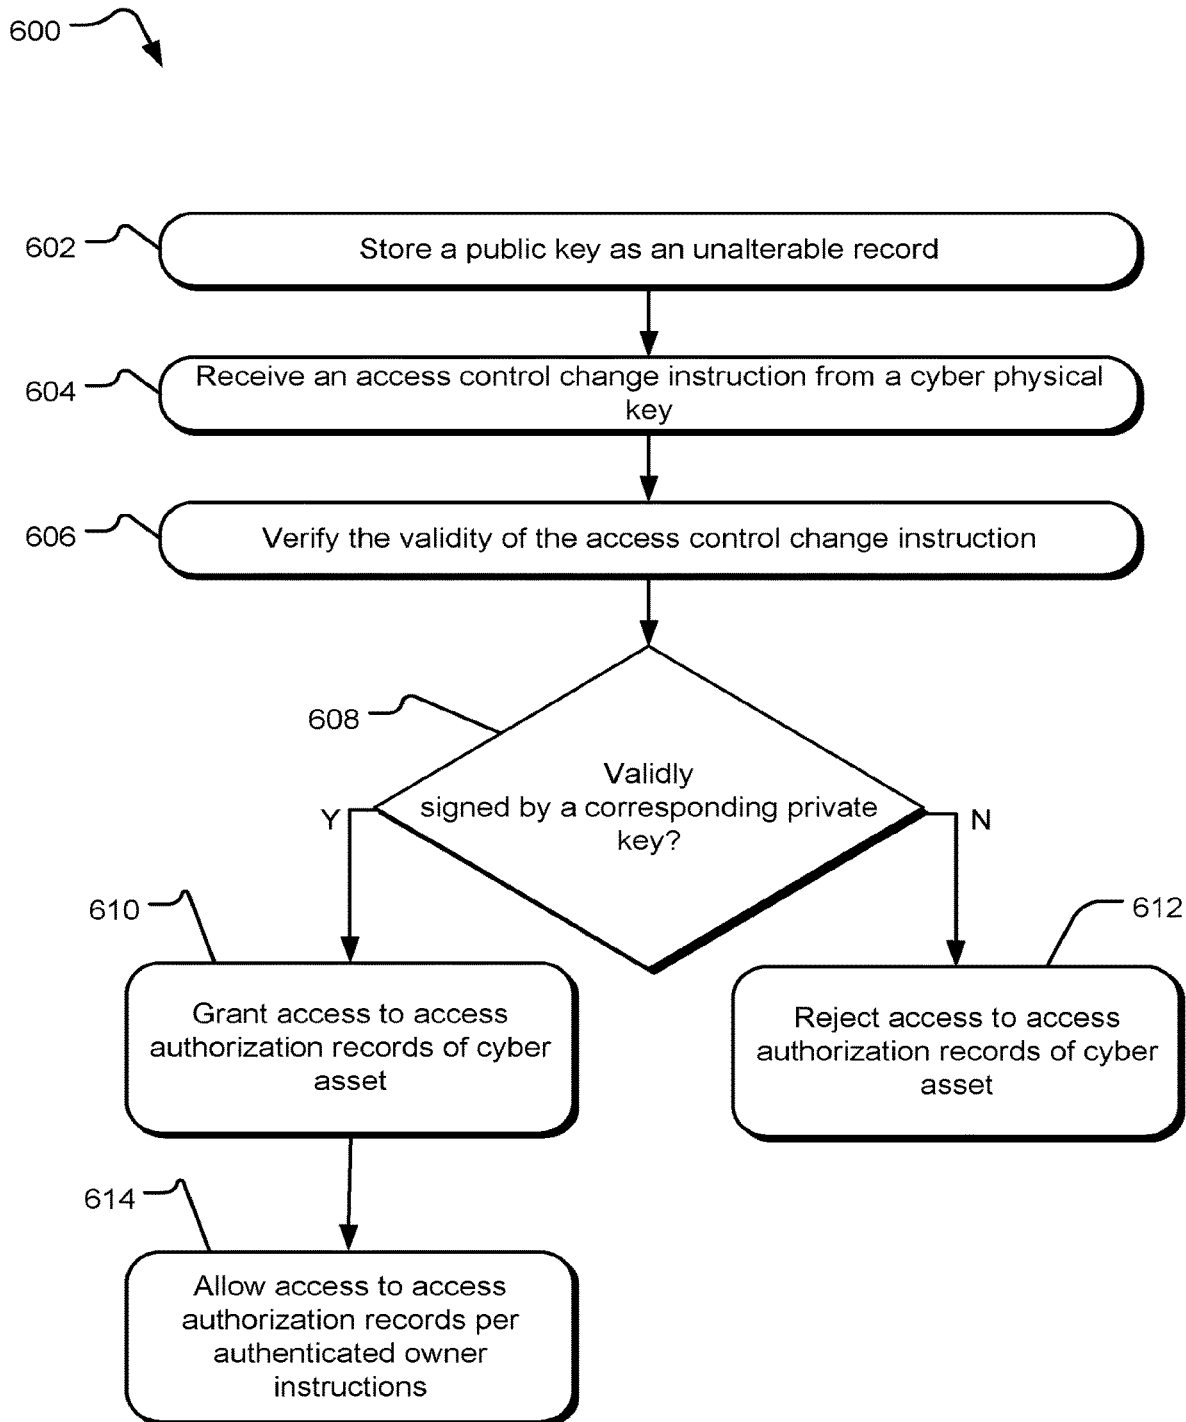 600
602
Store a public key as an unalterable record
604
Receive an access control change instruction from a cyber physical
key
606
Verify the validity of the access control change instruction
608
Validly
signed by a corresponding private
key?
Y
N
610
612
Grant access to access
authorization records of cyber
asset
Reject access to access
authorization records of cyber
asset
614
Allow access to access
authorization records per
authenticated owner
instructions